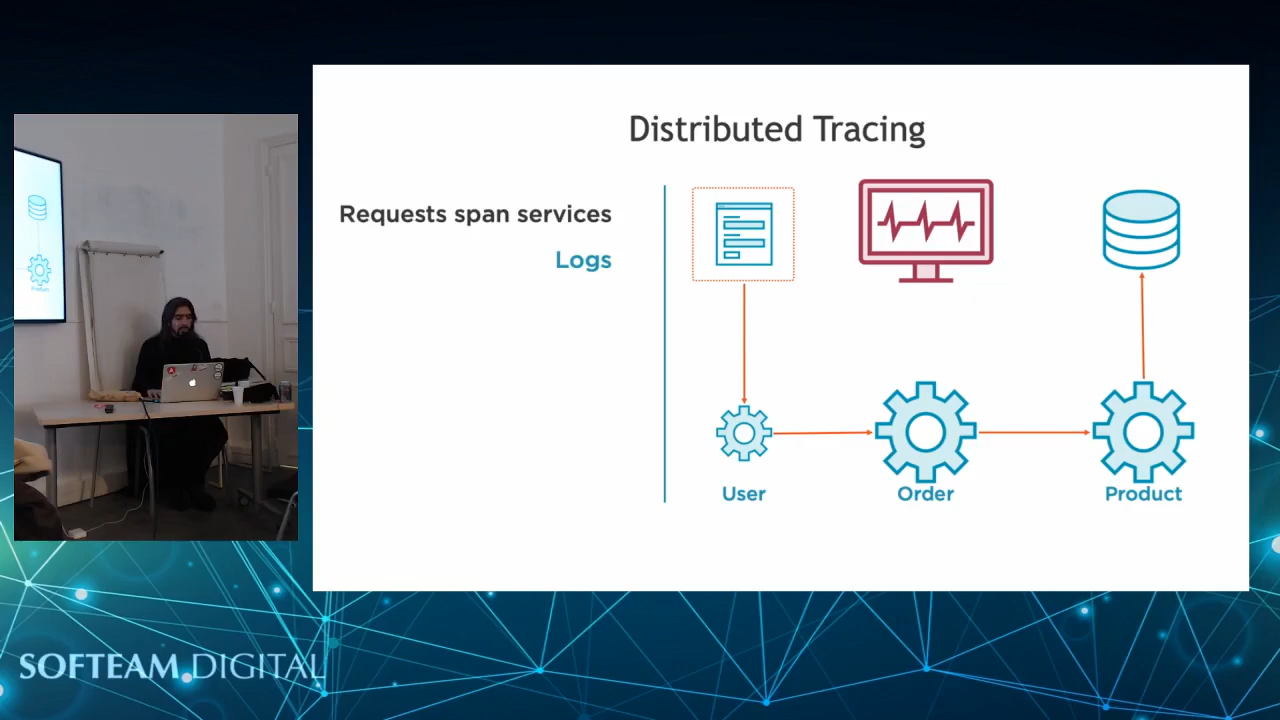 Distributed Tracing
Requests span services
Logs
User
Order
Product
SOFTEAM DIGITAL